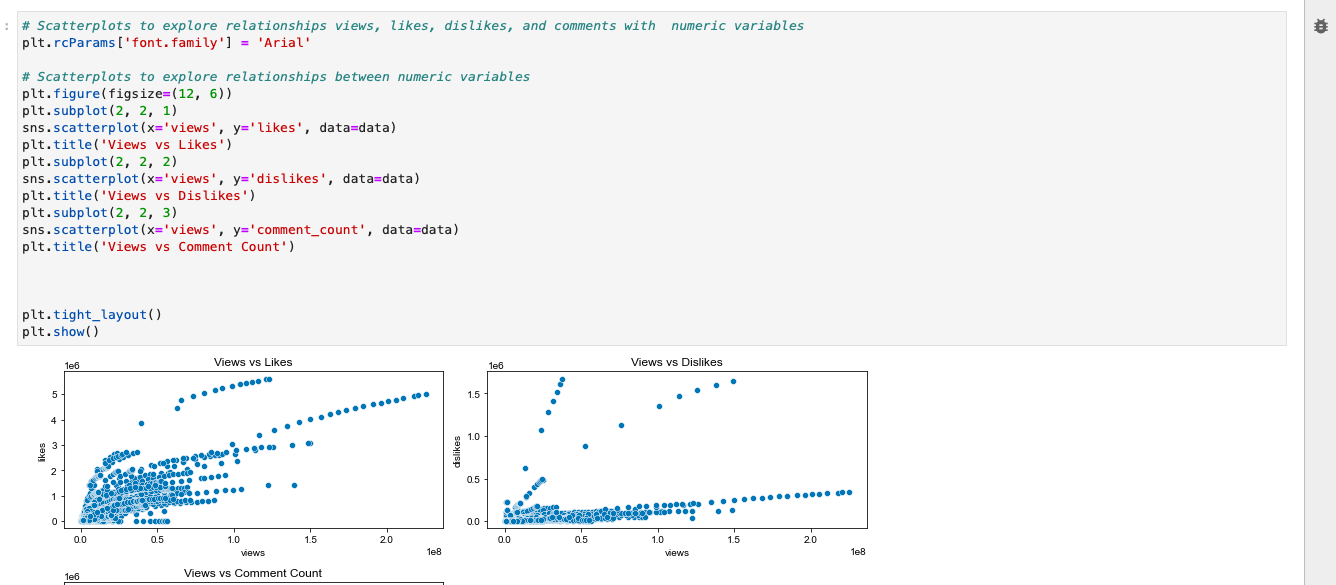 # Scatterplots to explore relationships views, likes, dislikes, and comments with  numeric variables
plt.rcParams['font.family'] = 'Arial'
# Scatterplots to explore relationships between numeric variables
plt.figure(figsize=(12, 6))
plt.subplot(2, 2, 1)
sns.scatterplot(x='views', y='likes', data=data)
plt.title('Views vs Likes')
plt.subplot(2, 2, 2)
sns.scatterplot(x='views', y='dislikes', data=data)
plt.title('Views vs Dislikes')
plt.subplot(2, 2, 3)
sns.scatterplot(x='views', y='comment_count', data=data)
plt.title('Views vs Comment Count')
plt.tight_layout()
plt.show()
Views vs Likes
1e6
5
4
3
2
1
0
likes
0.0 0.5 1.0 1.5 2.0
views
1e8
Views vs Dislikes
1e6
1.5
1.0
0.5
0.0
dislikes
0.0 0.5 1.0 1.5 2.0
views
1e8
Views vs Comment Count
1e6